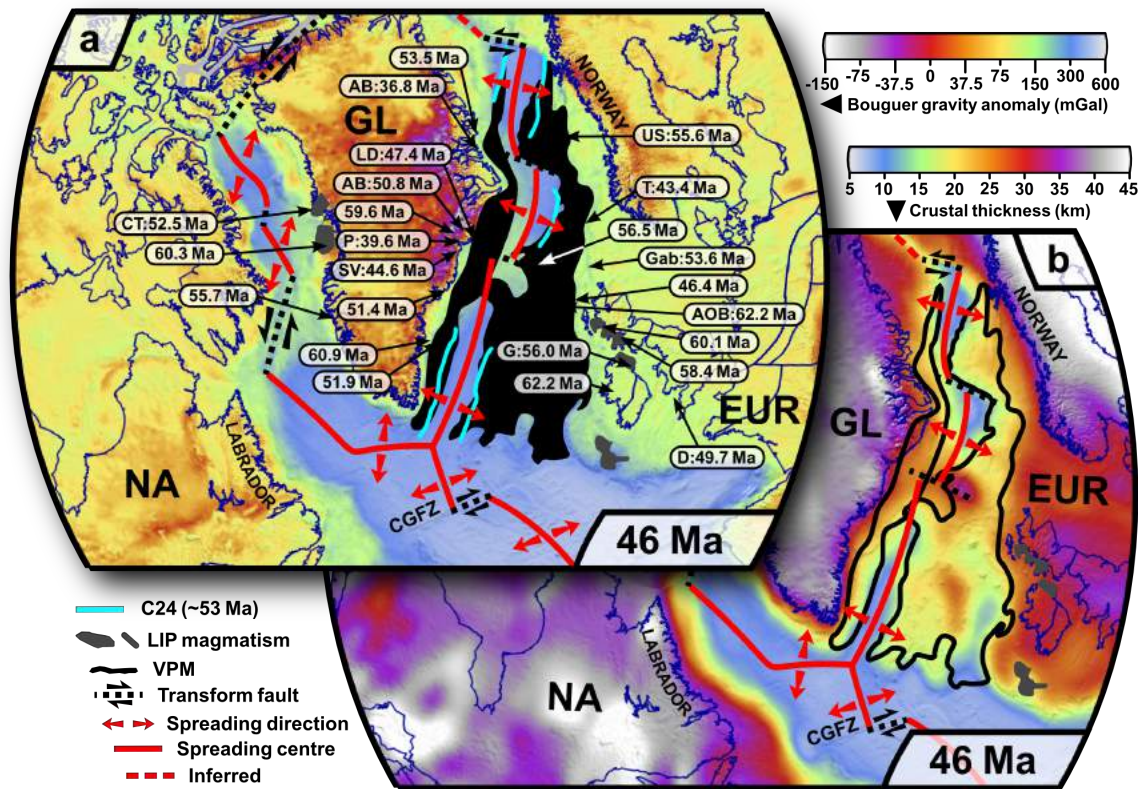 a
GL
NORWAY
53.5 Ma
AB:36.8 Ma
LD:47.4 Ma
AB:50.8 Ma
59.6 Ma
P:39.6 Ma
SV:44.6 Ma
51.4 Ma
CT:52.5 Ma
60.3 Ma
55.7 Ma
60.9 Ma
51.9 Ma
US:55.6 Ma
T:43.4 Ma
56.5 Ma
Gab:53.6 Ma
46.4 Ma
AOB:62.2 Ma
60.1 Ma
G:56.0 Ma
58.4 Ma
62.2 Ma
D:49.7 Ma
EUR
NA
LABRADOR
CGFZ
46 Ma
-150 -75 -37.5 0 37.5 75 150 300 600
Bouguer gravity anomaly (mGal)
5 10 15 20 25 30 35 40 45
Crustal thickness (km)
b
NORWAY
GL
EUR
NA
LABRADOR
CGFZ
46 Ma
C24 (~53 Ma)
LIP magmatism
VPM
Transform fault
Spreading direction
Spreading centre
Inferred